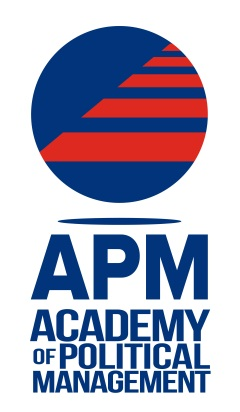 APM
ACADEMY
OF POLITICAL
MANAGEMENT